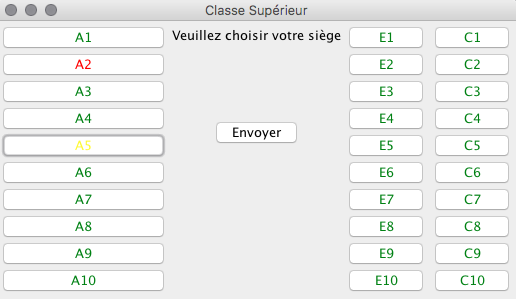 Classe Supérieur
A1 Veuillez choisir votre siège E1 C1
A2 E2 C2
A3 E3 C3
A4 E4 C4
Envoyer
A5 E5 C5
A6 E6 C6
A7 E7 C7
A8 E8 C8
A9 E9 C9
A10 E10 C10